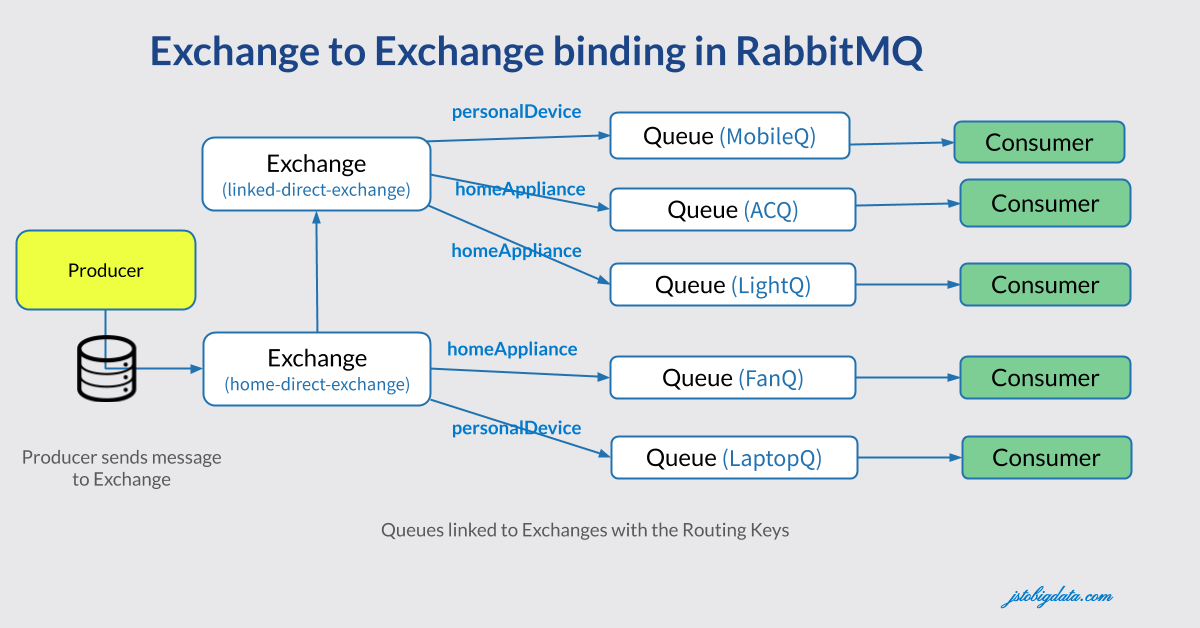 Exchange to Exchange binding in RabbitMQ
personalDevice
Queue (MobileQ)
Consumer
Exchange
(linked-direct-exchange)
homeAppliance
Queue (ACQ)
Consumer
homeAppliance
Queue (LightQ)
Consumer
Producer
Exchange
(home-direct-exchange)
homeAppliance
Queue (FanQ)
Consumer
personalDevice
Queue (LaptopQ)
Consumer
Producer sends message
to Exchange
Queues linked to Exchanges with the Routing Keys
jstobigdata.com